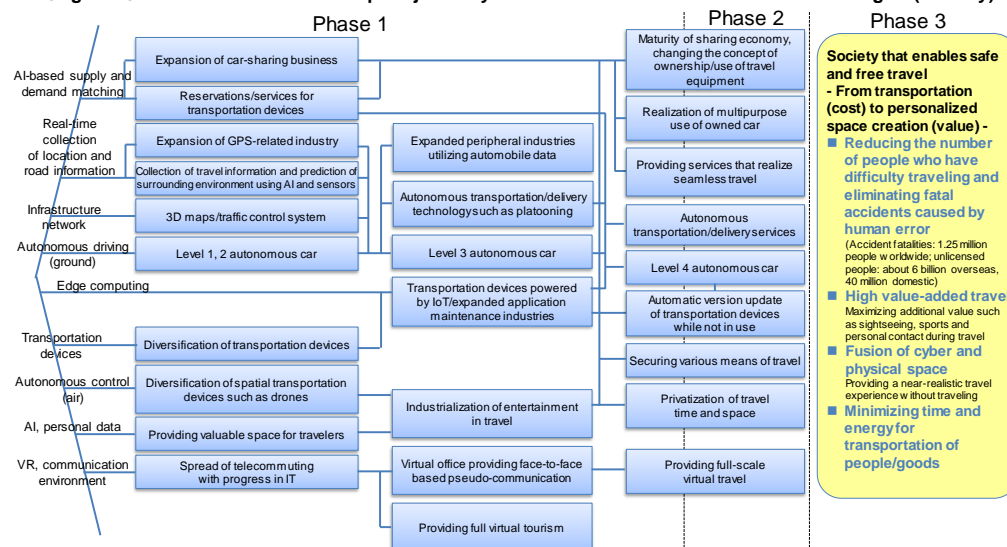 Phase 1
Phase 2
Phase 3
AI-based supply and
demand matching
Real-time
collection
of location and
road information
Infrastructure
network
Autonomous driving
(ground)
Edge computing
Transportation
devices
Autonomous control
(air)
AI, personal data
VR, communication
environment
Expansion of car-sharing business
Reservations/services for
transportation devices
Expansion of GPS-related industry
Collection of travel information and prediction of
surrounding environment using AI and sensors
3D maps/traffic control system
Level 1, 2 autonomous car
Diversification of transportation devices
Diversification of spatial transportation
devices such as drones
Providing valuable space for travelers
Spread of telecommuting
with progress in IT
Expanded peripheral industries
utilizing automobile data
Autonomous transportation/delivery
technology such as platooning
Level 3 autonomous car
Transportation devices powered
by IoT/expanded application
maintenance industries
Industrialization of entertainment
in travel
Virtual office providing face-to-face
based pseudo-communication
Providing full virtual tourism
Maturity of sharing economy,
changing the concept of
ownership/use of travel
equipment
Realization of multipurpose
use of owned car
Providing services that realize
seamless travel
Autonomous
transportation/delivery services
Level 4 autonomous car
Automatic version update
of transportation devices
while not in use
Securing various means of travel
Privatization of travel
time and space
Providing full-scale
virtual travel
Society that enables safe
and free travel
- From transportation
(cost) to personalized
space creation (value) -
■ Reducing the number
of people who have
difficulty traveling and
eliminating fatal
accidents caused by
human error
(Accident fatalities: 1.25 million
people worldwide; unlicensed
people: about 6 billion overseas,
40 million domestic)
■ High value-added travel
Maximizing additional value such
as sightseeing, sports and
personal contact during travel
■ Fusion of cyber and
physical space
Providing a near-realistic travel
experience without traveling
■ Minimizing time and
energy for
transportation of
people/goods